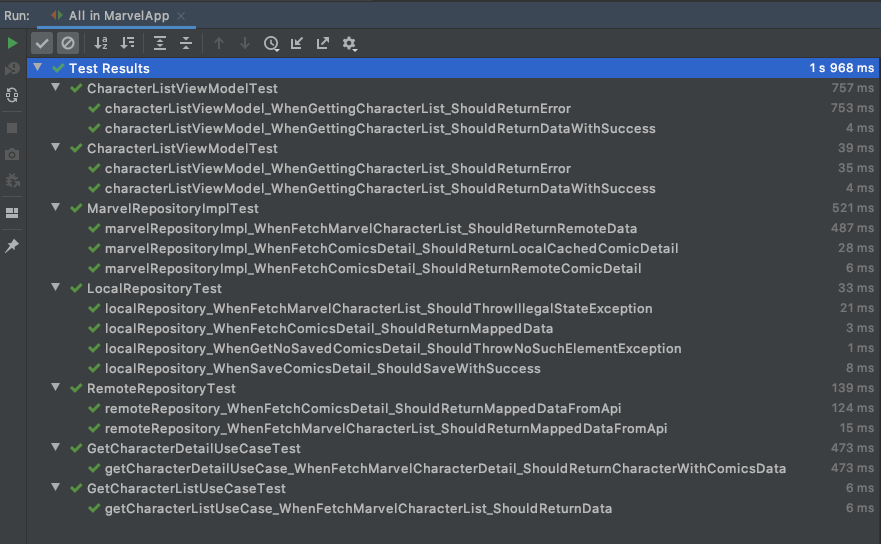 Run: All in MarvelApp
Test Results 1 s 968 ms
CharacterListViewModelTest 757 ms
characterListViewModel_WhenGettingCharacterList_ShouldReturnError 753 ms
characterListViewModel_WhenGettingCharacterList_ShouldReturnDataWithSuccess 4 ms
CharacterListViewModelTest 39 ms
characterListViewModel_WhenGettingCharacterList_ShouldReturnError 35 ms
characterListViewModel_WhenGettingCharacterList_ShouldReturnDataWithSuccess 4 ms
MarvelRepositoryImplTest 521 ms
marvelRepositoryImpl_WhenFetchMarvelCharacterList_ShouldReturnRemoteData 487 ms
marvelRepositoryImpl_WhenFetchComicsDetail_ShouldReturnLocalCachedComicDetail 28 ms
marvelRepositoryImpl_WhenFetchComicsDetail_ShouldReturnRemoteComicDetail 6 ms
LocalRepositoryTest 33 ms
localRepository_WhenFetchMarvelCharacterList_ShouldThrowIllegalStateException 21 ms
localRepository_WhenFetchComicsDetail_ShouldReturnMappedData 3 ms
localRepository_WhenGetNoSavedComicsDetail_ShouldThrowNoSuchElementException 1 ms
localRepository_WhenSaveComicsDetail_ShouldSaveWithSuccess 8 ms
RemoteRepositoryTest 139 ms
remoteRepository_WhenFetchComicsDetail_ShouldReturnMappedDataFromApi 124 ms
remoteRepository_WhenFetchMarvelCharacterList_ShouldReturnMappedDataFromApi 15 ms
GetCharacterDetailUseCaseTest 473 ms
getCharacterDetailUseCase_WhenFetchMarvelCharacterDetail_ShouldReturnCharacterWithComicsData 473 ms
GetCharacterListUseCaseTest 6 ms
getCharacterListUseCase_WhenFetchMarvelCharacterList_ShouldReturnData 6 ms